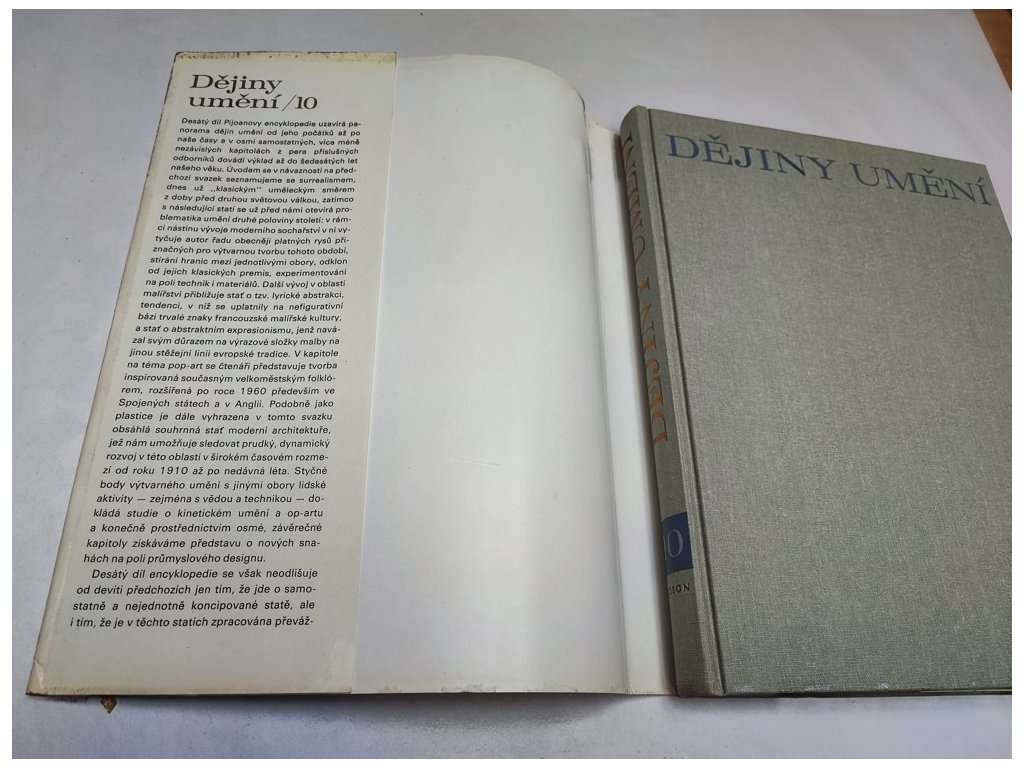 Dějiny
umění/10
Desátý díl Pijoanovy encyklopedie uzavírá pa-
norama dějin umění od jeho počátků až po
naše časy a v osmi samostatných, více méně
nezávislých kapitolách z pera příslušných
odborníků dovádí výklad až do šedesátých let
našeho věku. Úvodem se v návaznosti na před-
chozí svazek seznamujeme se surrealismem,
dnes už „klasickým“ uměleckým směrem
z doby před druhou světovou válkou, zatímco
s následující statí se už před námi otevírá pro-
blematika umění druhé poloviny století: v rám-
ci nástinu vývoje moderního sochařství v ní vy-
tyčuje autor řadu obecněji platných rysů pří-
značných pro výtvarnou tvorbu tohoto období,
stírání hranic mezi jednotlivými obory, odklon
od jejich klasických premis, experimentování
na poli technik i materiálů. Další vývoj v oblasti
malířství přibližuje stať o tzv. lyrické abstrakci,
tendenci, v níž se uplatnily na nefigurativní
bázi trvalé znaky francouzské malířské kultury,
a stať o abstraktním expresionismu, jenž navá-
zal svým důrazem na výrazové složky malby na
jinou stěžejní linii evropské tradice. V kapitole
na téma pop-art se čtenáři představuje tvorba
inspirovaná současným velkoměstským folkló-
rem, rozšířená po roce 1960 především ve
Spojených státech a v Anglii. Podobně jako
plastice je dále vyhrazena v tomto svazku
obsáhlá souhrnná stať moderní architektuře,
jež nám umožňuje sledovat prudký, dynamický
rozvoj v této oblasti v širokém časovém rozme-
zí od roku 1910 až po nedávná léta. Styčné
body výtvarného umění s jinými obory lidské
aktivity — zejména s vědou a technikou — do-
kládá studie o kinetickém umění a op-artu
a konečně prostřednictvím osmé, závěrečné
kapitoly získáváme představu o nových sna-
hách na poli průmyslového designu.
Desátý díl encyklopedie se však neodlišuje
od devíti předchozích jen tím, že jde o samo-
statně a nejednotně koncipované statě, ale
i tím, že je v těchto statích zpracována převáž-
DĚJINY UMĚNÍ
10